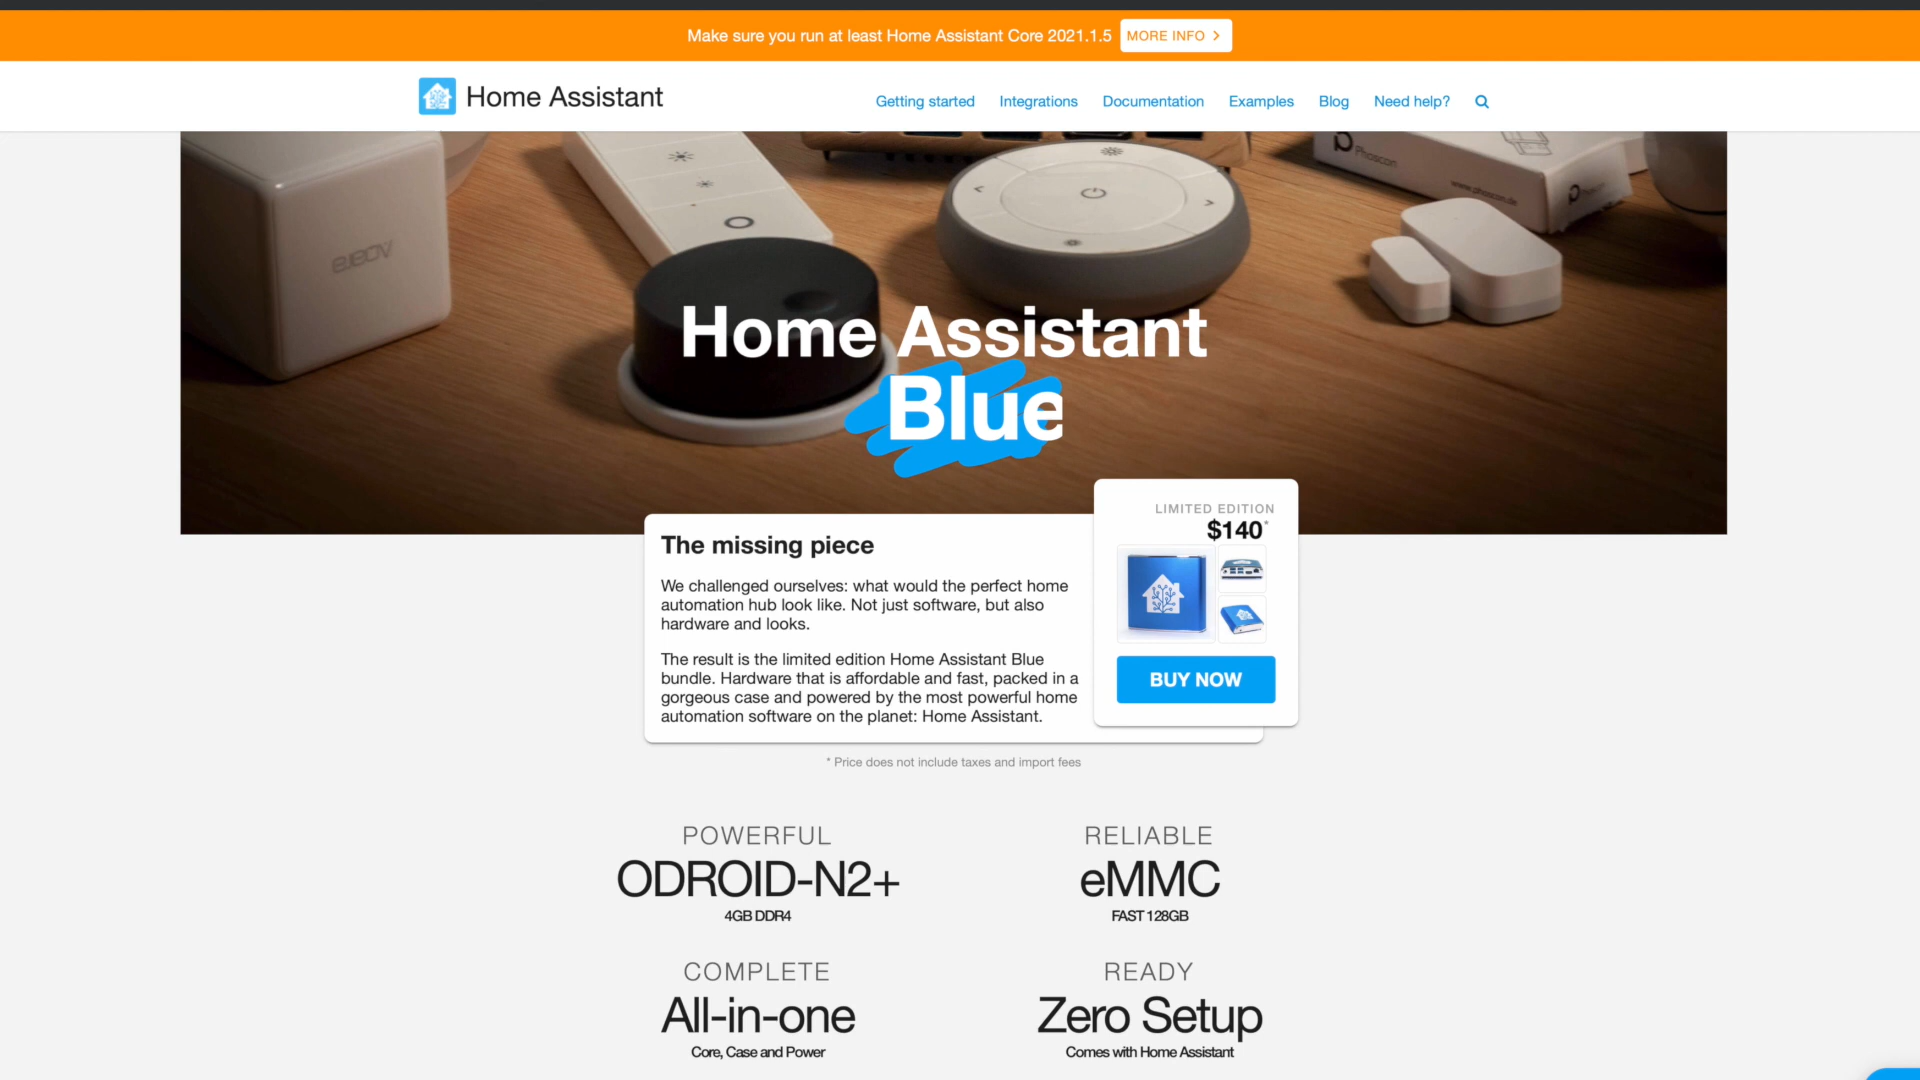 Make sure you run at least Home Assistant Core 2021.1.5 MORE INFO
Home Assistant
Getting started Integrations Documentation Examples Blog Need help?
aqara
Phoscon
www.phoscon.de
Home Assistant
Blue
LIMITED EDITION
$140*
BUY NOW
The missing piece
We challenged ourselves: what would the perfect home
automation hub look like. Not just software, but also
hardware and looks.
The result is the limited edition Home Assistant Blue
bundle. Hardware that is affordable and fast, packed in a
gorgeous case and powered by the most powerful home
automation software on the planet: Home Assistant.
* Price does not include taxes and import fees
POWERFUL
ODROID-N2+
4GB DDR4
RELIABLE
eMMC
FAST 128GB
COMPLETE
All-in-one
Core, Case and Power
READY
Zero Setup
Comes with Home Assistant